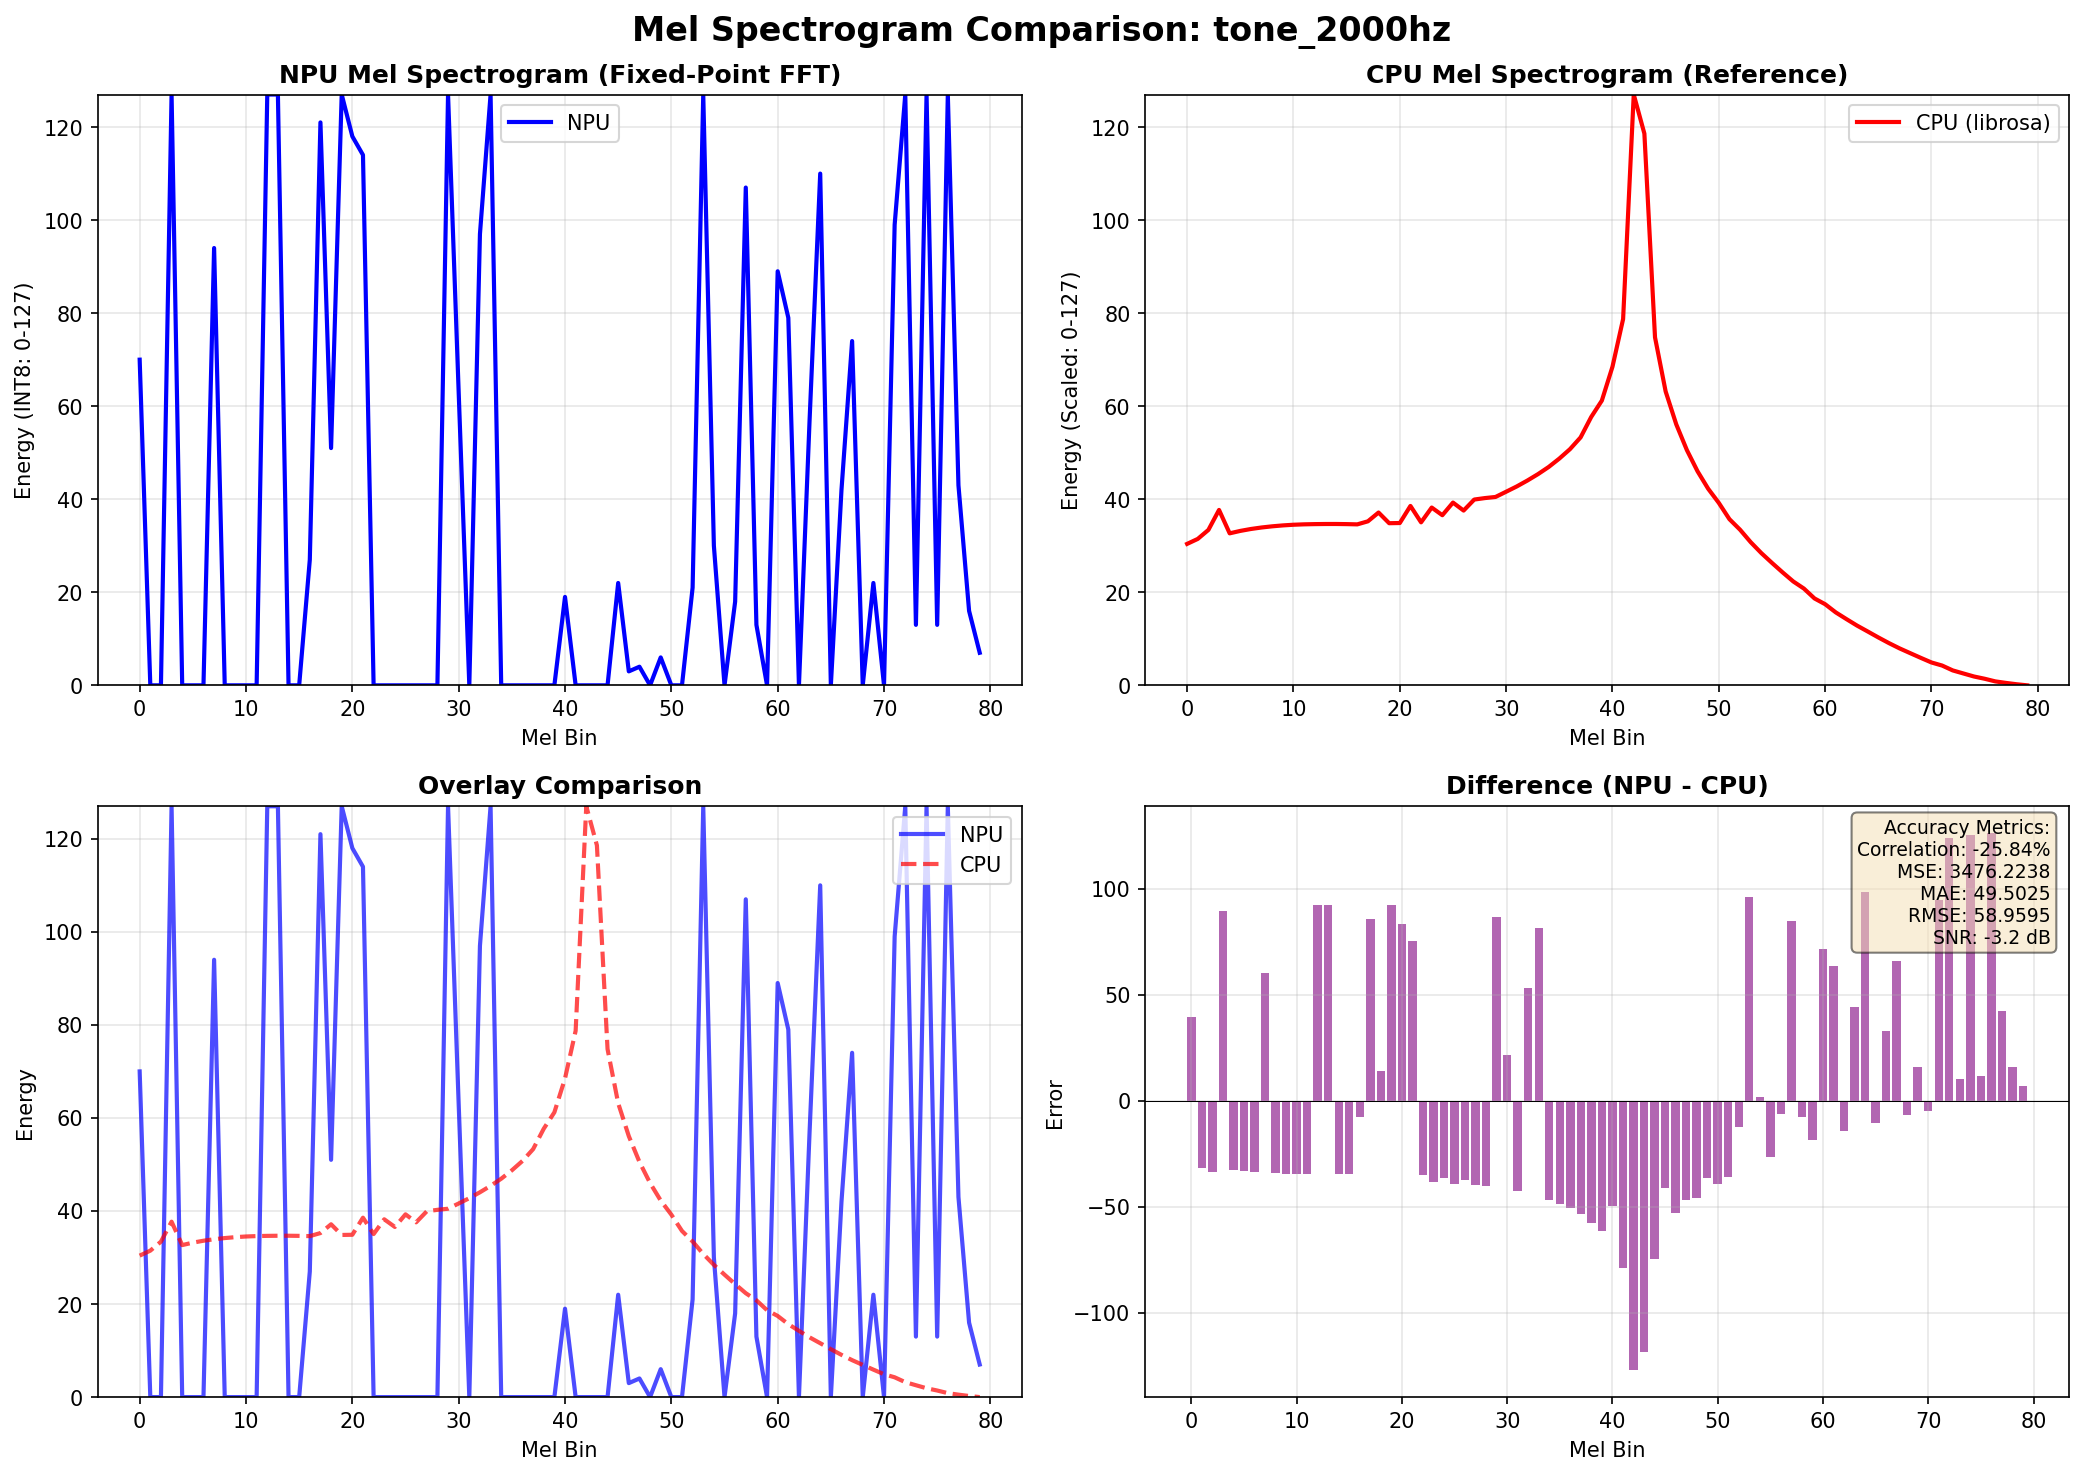 Mel Spectrogram Comparison: tone_2000hz
NPU Mel Spectrogram (Fixed-Point FFT)
Energy (INT8: 0-127)
120
100
80
60
40
20
0
NPU
0 10 20 30 40 50 60 70 80
Mel Bin
CPU Mel Spectrogram (Reference)
Energy (Scaled: 0-127)
120
100
80
60
40
20
0
CPU (librosa)
0 10 20 30 40 50 60 70 80
Mel Bin
Overlay Comparison
Energy
120
100
80
60
40
20
0
NPU
CPU
0 10 20 30 40 50 60 70 80
Mel Bin
Difference (NPU - CPU)
Error
100
50
0
−50
−100
Accuracy Metrics:
Correlation: -25.84%
MSE: 3476.2238
MAE: 49.5025
RMSE: 58.9595
SNR: -3.2 dB
0 10 20 30 40 50 60 70 80
Mel Bin